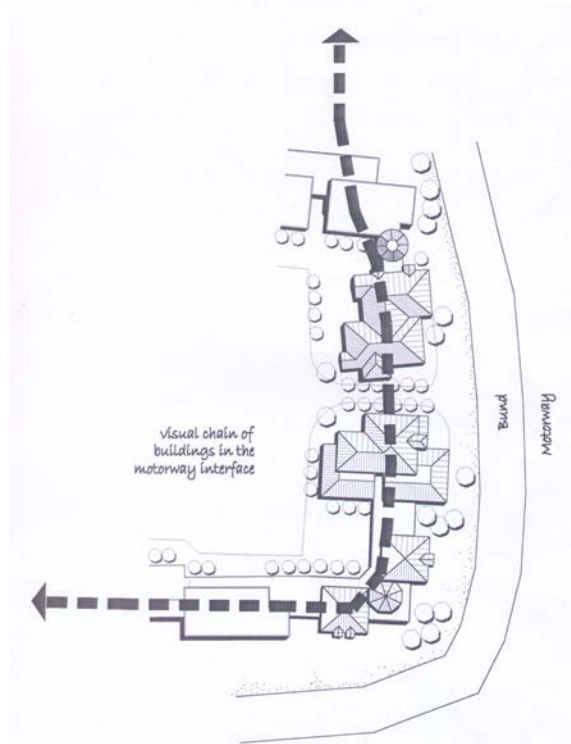 visual chain of
buildings in the
motorway interface
Bund
Motorway